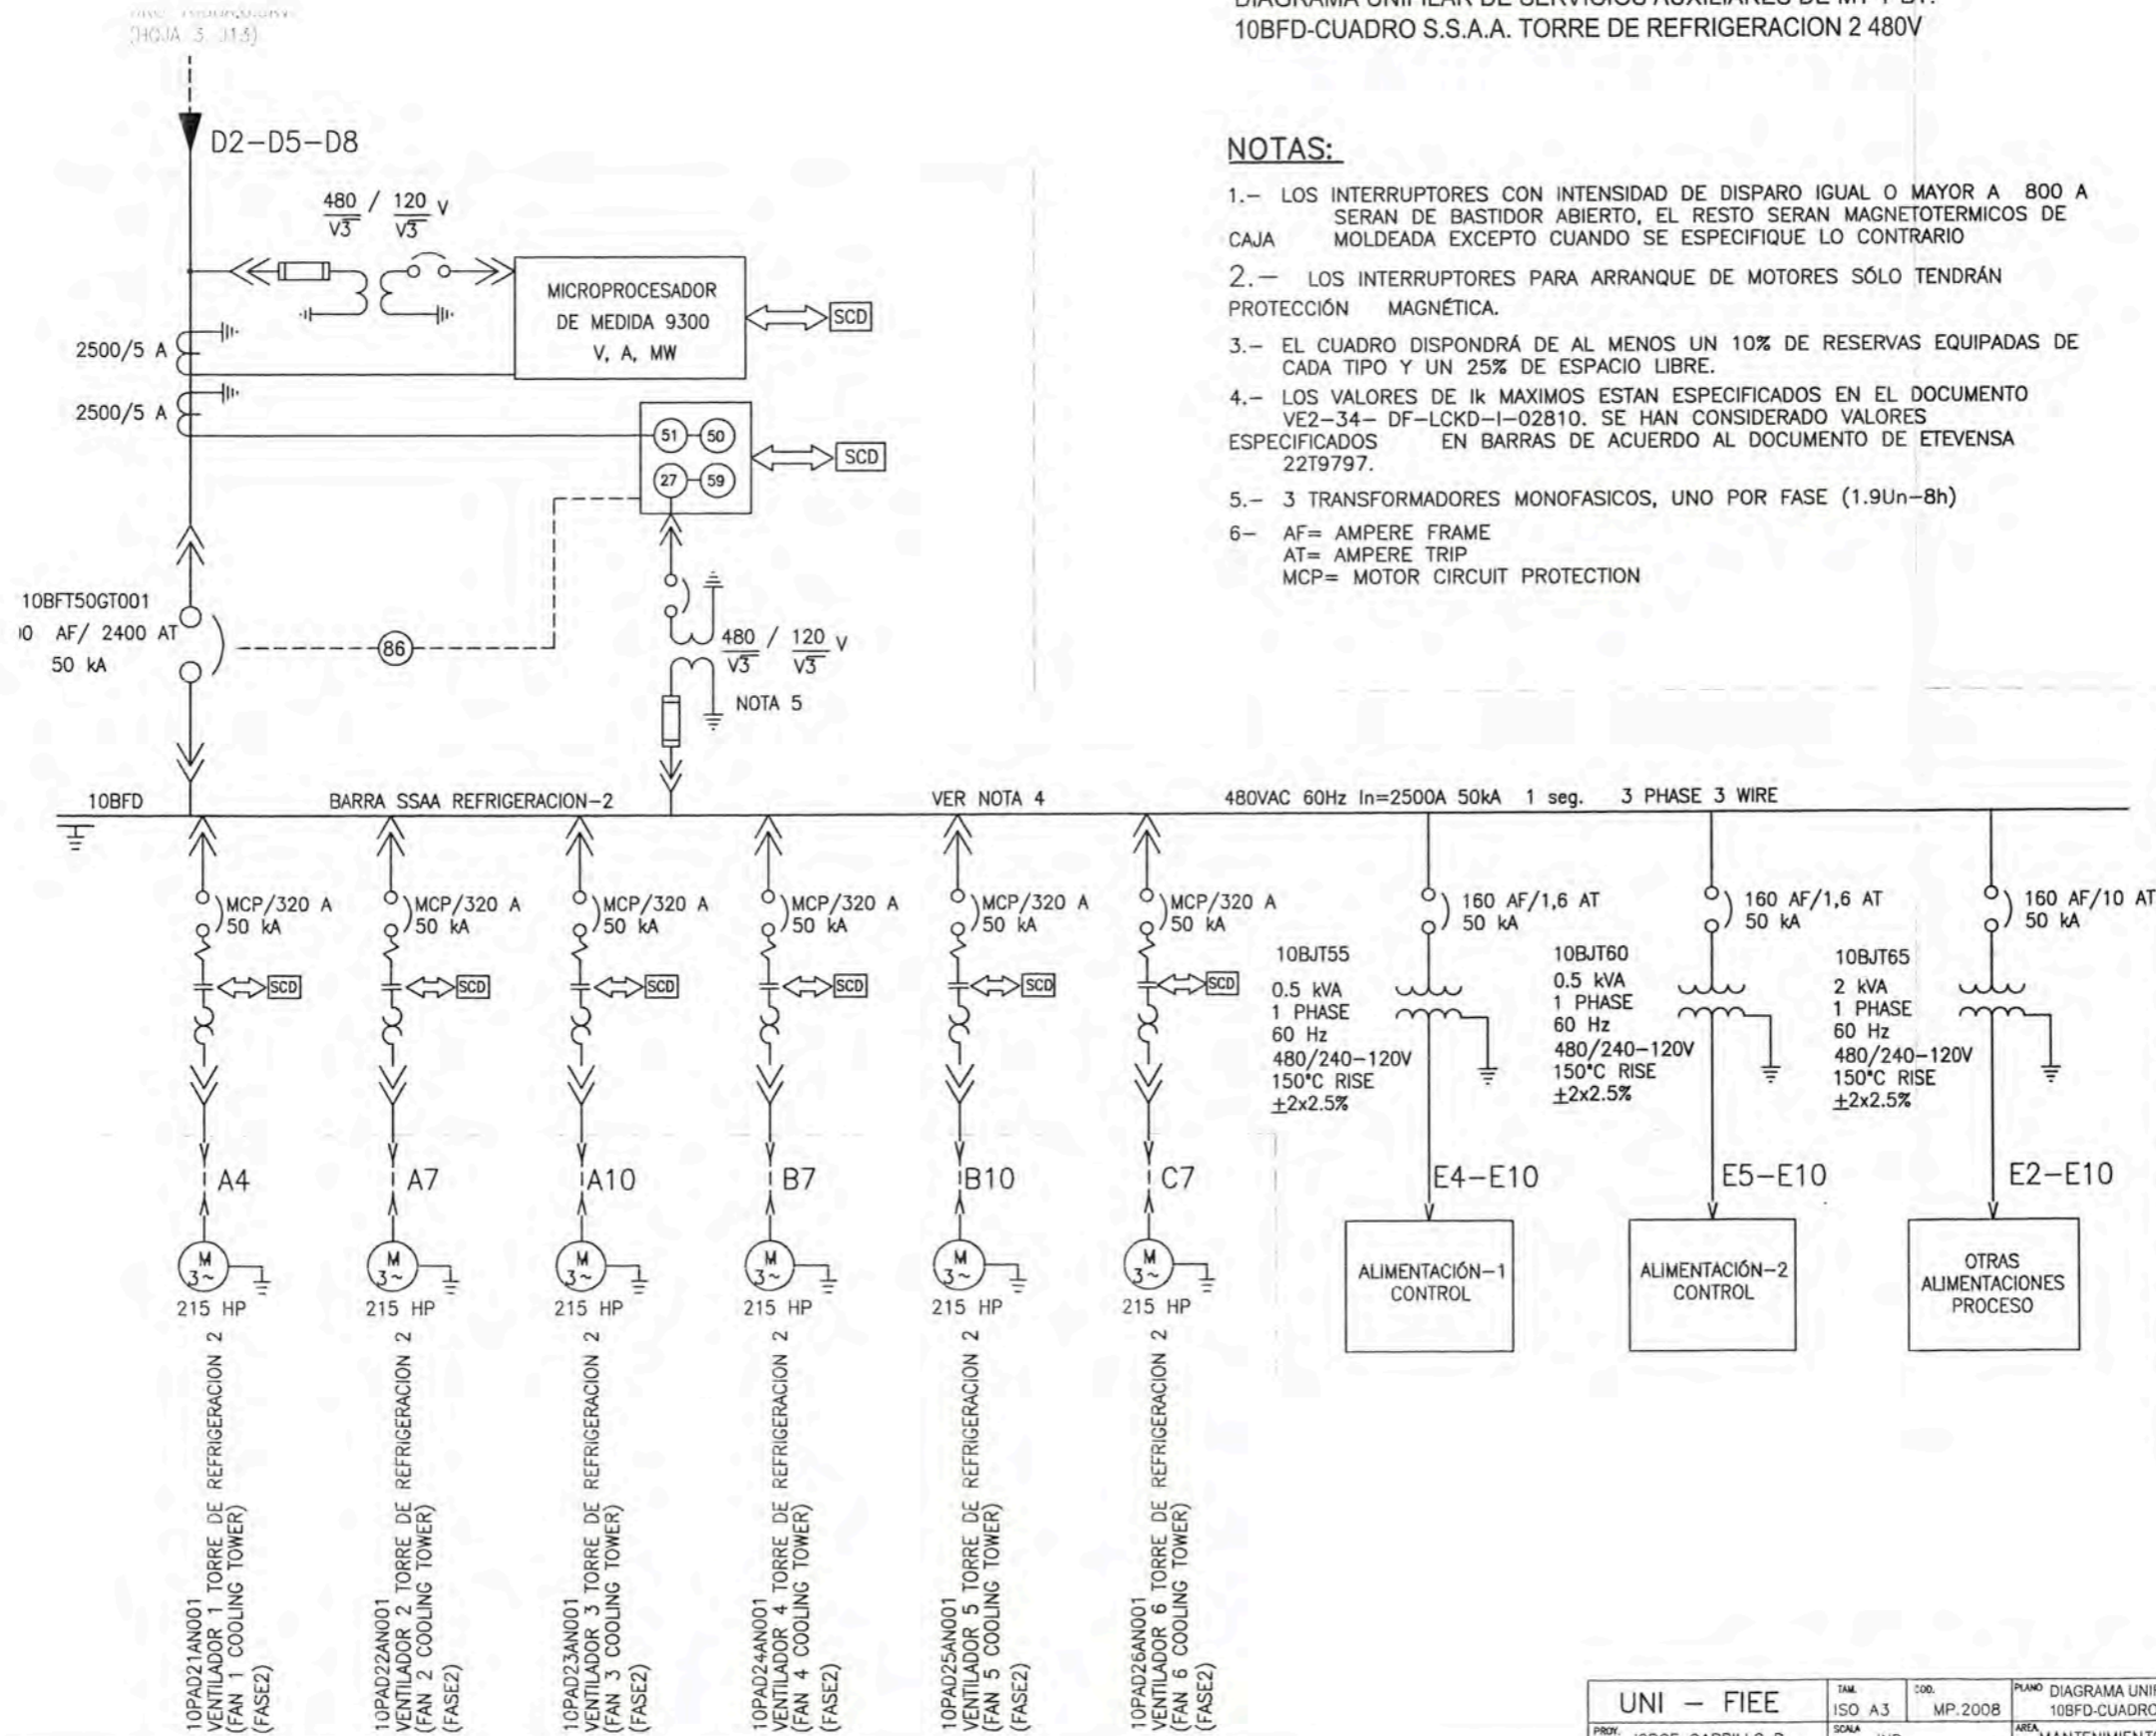 (HOJA 3 D13)
10BFD-CUADRO S.S.A.A. TORRE DE REFRIGERACION 2 480V
D2-D5-D8
480/√3 / 120/√3 V
MICROPROCESADOR
DE MEDIDA 9300
V, A, MW
SCD
2500/5 A
2500/5 A
51 50
27 59
SCD
10BFT50GT001
AF/ 2400 AT
50 kA
86
480/√3 / 120/√3 V
NOTA 5
NOTAS:
1.- LOS INTERRUPTORES CON INTENSIDAD DE DISPARO IGUAL O MAYOR A 800 A
SERAN DE BASTIDOR ABIERTO, EL RESTO SERAN MAGNETOTERMICOS DE
CAJA MOLDEADA EXCEPTO CUANDO SE ESPECIFIQUE LO CONTRARIO
2.- LOS INTERRUPTORES PARA ARRANQUE DE MOTORES SÓLO TENDRÁN
PROTECCIÓN MAGNÉTICA.
3.- EL CUADRO DISPONDRÁ DE AL MENOS UN 10% DE RESERVAS EQUIPADAS DE
CADA TIPO Y UN 25% DE ESPACIO LIBRE.
4.- LOS VALORES DE Ik MAXIMOS ESTAN ESPECIFICADOS EN EL DOCUMENTO
VE2-34- DF-LCKD-I-02810. SE HAN CONSIDERADO VALORES
ESPECIFICADOS EN BARRAS DE ACUERDO AL DOCUMENTO DE ETEVENSA
22T9797.
5.- 3 TRANSFORMADORES MONOFASICOS, UNO POR FASE (1.9Un-8h)
6- AF= AMPERE FRAME
AT= AMPERE TRIP
MCP= MOTOR CIRCUIT PROTECTION
10BFD BARRA SSAA REFRIGERACION-2 VER NOTA 4 480VAC 60Hz In=2500A 50kA 1 seg. 3 PHASE 3 WIRE
MCP/320 A
50 kA
SCD
A4
M
3~
215 HP
10PAD21AN001
VENTILADOR 1 TORRE DE REFRIGERACION 2
(FAN 1 COOLING TOWER)
(FASE2)
MCP/320 A
50 kA
SCD
A7
M
3~
215 HP
10PAD22AN001
VENTILADOR 2 TORRE DE REFRIGERACION 2
(FAN 2 COOLING TOWER)
(FASE2)
MCP/320 A
50 kA
SCD
A10
M
3~
215 HP
10PAD23AN001
VENTILADOR 3 TORRE DE REFRIGERACION 2
(FAN 3 COOLING TOWER)
(FASE2)
MCP/320 A
50 kA
SCD
B7
M
3~
215 HP
10PAD24AN001
VENTILADOR 4 TORRE DE REFRIGERACION 2
(FAN 4 COOLING TOWER)
(FASE2)
MCP/320 A
50 kA
SCD
B10
M
3~
215 HP
10PAD25AN001
VENTILADOR 5 TORRE DE REFRIGERACION 2
(FAN 5 COOLING TOWER)
(FASE2)
MCP/320 A
50 kA
SCD
C7
M
3~
215 HP
10PAD26AN001
VENTILADOR 6 TORRE DE REFRIGERACION 2
(FAN 6 COOLING TOWER)
(FASE2)
160 AF/1,6 AT
50 kA
10BJT55
0.5 kVA
1 PHASE
60 Hz
480/240-120V
150°C RISE
±2x2.5%
E4-E10
ALIMENTACIÓN-1
CONTROL
160 AF/1,6 AT
50 kA
10BJT60
0.5 kVA
1 PHASE
60 Hz
480/240-120V
150°C RISE
±2x2.5%
E5-E10
ALIMENTACIÓN-2
CONTROL
160 AF/10 AT
50 kA
10BJT65
2 kVA
1 PHASE
60 Hz
480/240-120V
150°C RISE
±2x2.5%
E2-E10
OTRAS
ALIMENTACIONES
PROCESO
UNI - FIEE
TAM.
ISO A3
COD.
MP.2008
PLANO DIAGRAMA
10BFD-CUADRO
PROY.
SCALA
AREA